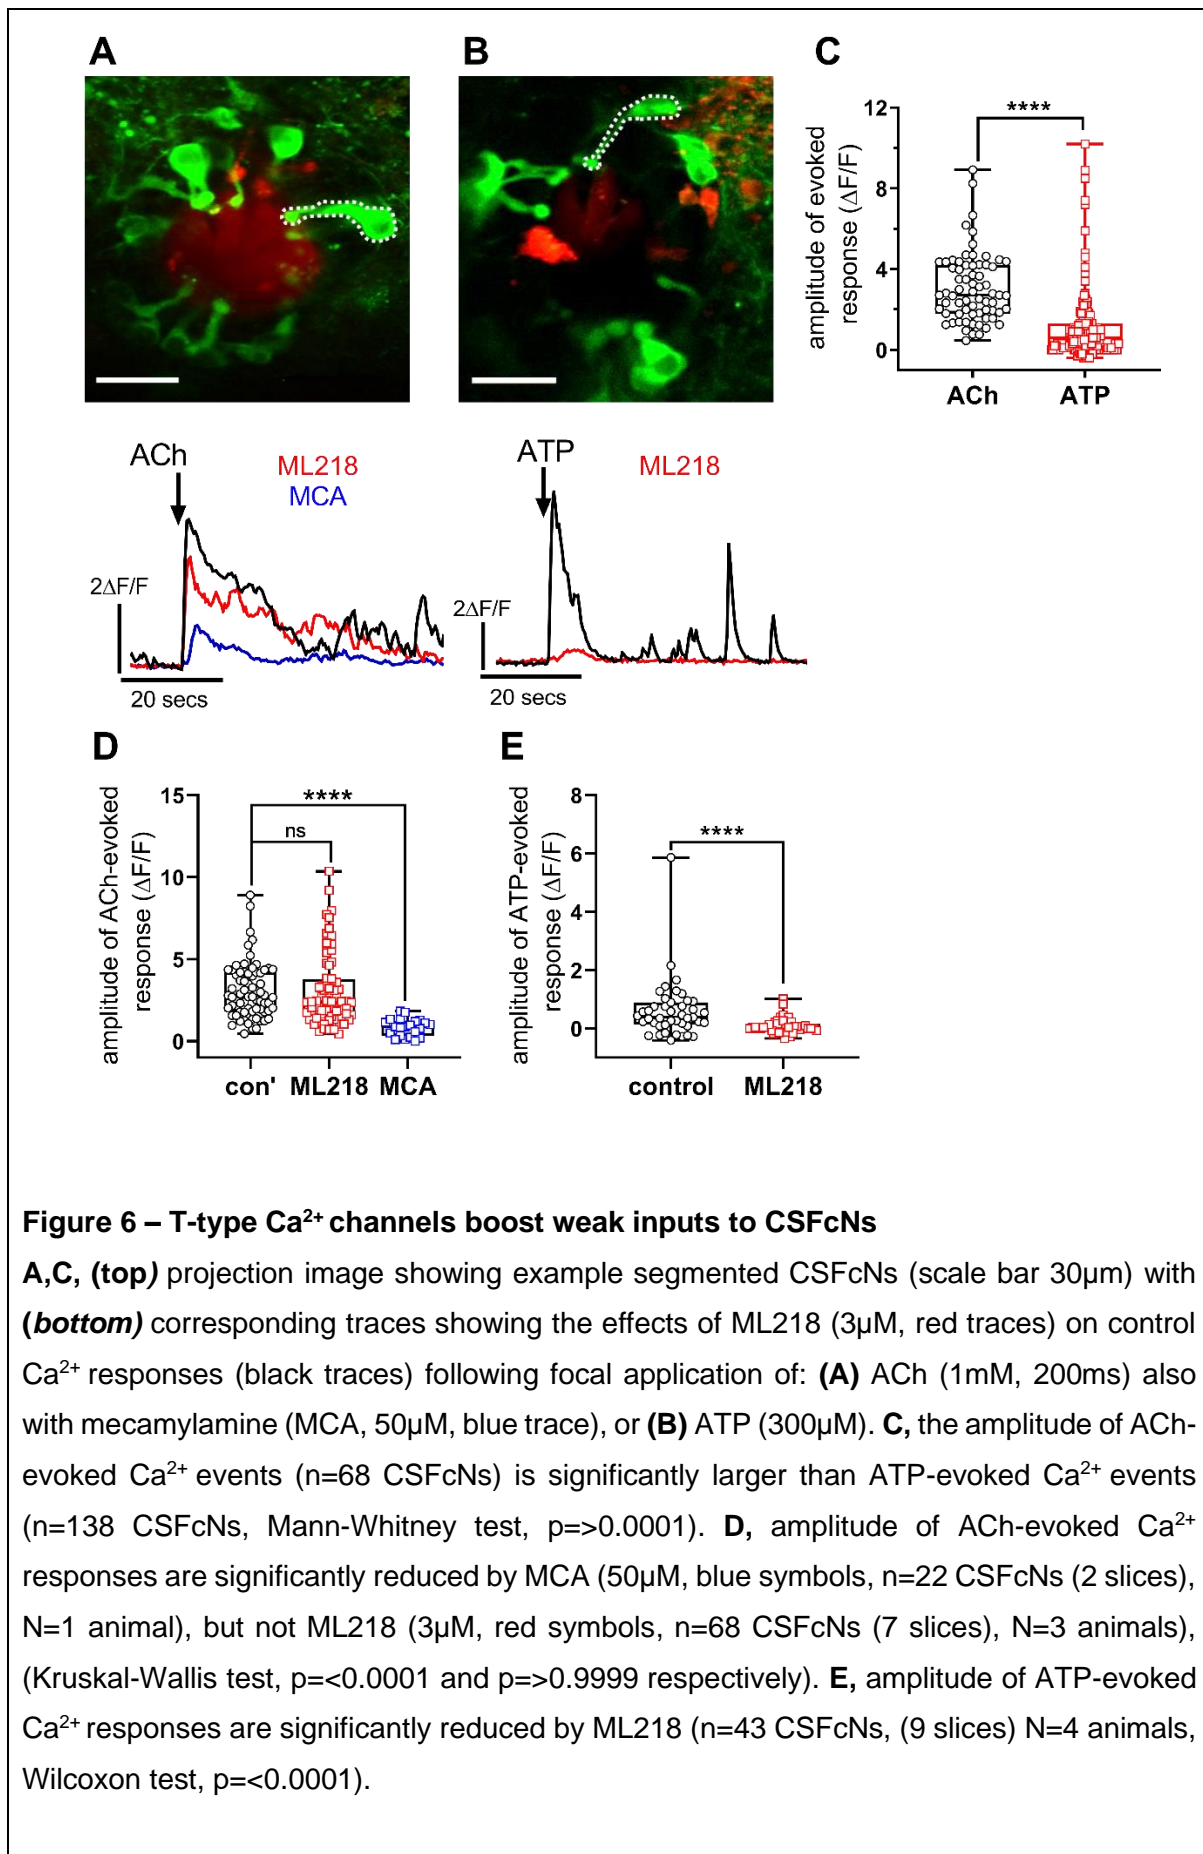 A
B
C
12
8
4
0
amplitude of evoked
response (ΔF/F)
****
ACh
ATP
ACh
ML218
MCA
2ΔF/F
20 secs
ATP
ML218
2ΔF/F
20 secs
D
15
10
5
0
amplitude of ACh-evoked
response (ΔF/F)
****
ns
con'
ML218
MCA
E
8
6
4
2
0
amplitude of ATP-evoked
response (ΔF/F)
****
control
ML218
Figure 6 – T-type Ca²⁺ channels boost weak inputs to CSFcNs
A,C, (top) projection image showing example segmented CSFcNs (scale bar 30µm) with
(bottom) corresponding traces showing the effects of ML218 (3µM, red traces) on control
Ca²⁺ responses (black traces) following focal application of: (A) ACh (1mM, 200ms) also
with mecamylamine (MCA, 50µM, blue trace), or (B) ATP (300µM). C, the amplitude of ACh-
evoked Ca²⁺ events (n=68 CSFcNs) is significantly larger than ATP-evoked Ca²⁺ events
(n=138 CSFcNs, Mann-Whitney test, p=>0.0001). D, amplitude of ACh-evoked Ca²⁺
responses are significantly reduced by MCA (50µM, blue symbols, n=22 CSFcNs (2 slices),
N=1 animal), but not ML218 (3µM, red symbols, n=68 CSFcNs (7 slices), N=3 animals),
(Kruskal-Wallis test, p=<0.0001 and p=>0.9999 respectively). E, amplitude of ATP-evoked
Ca²⁺ responses are significantly reduced by ML218 (n=43 CSFcNs, (9 slices) N=4 animals,
Wilcoxon test, p=<0.0001).